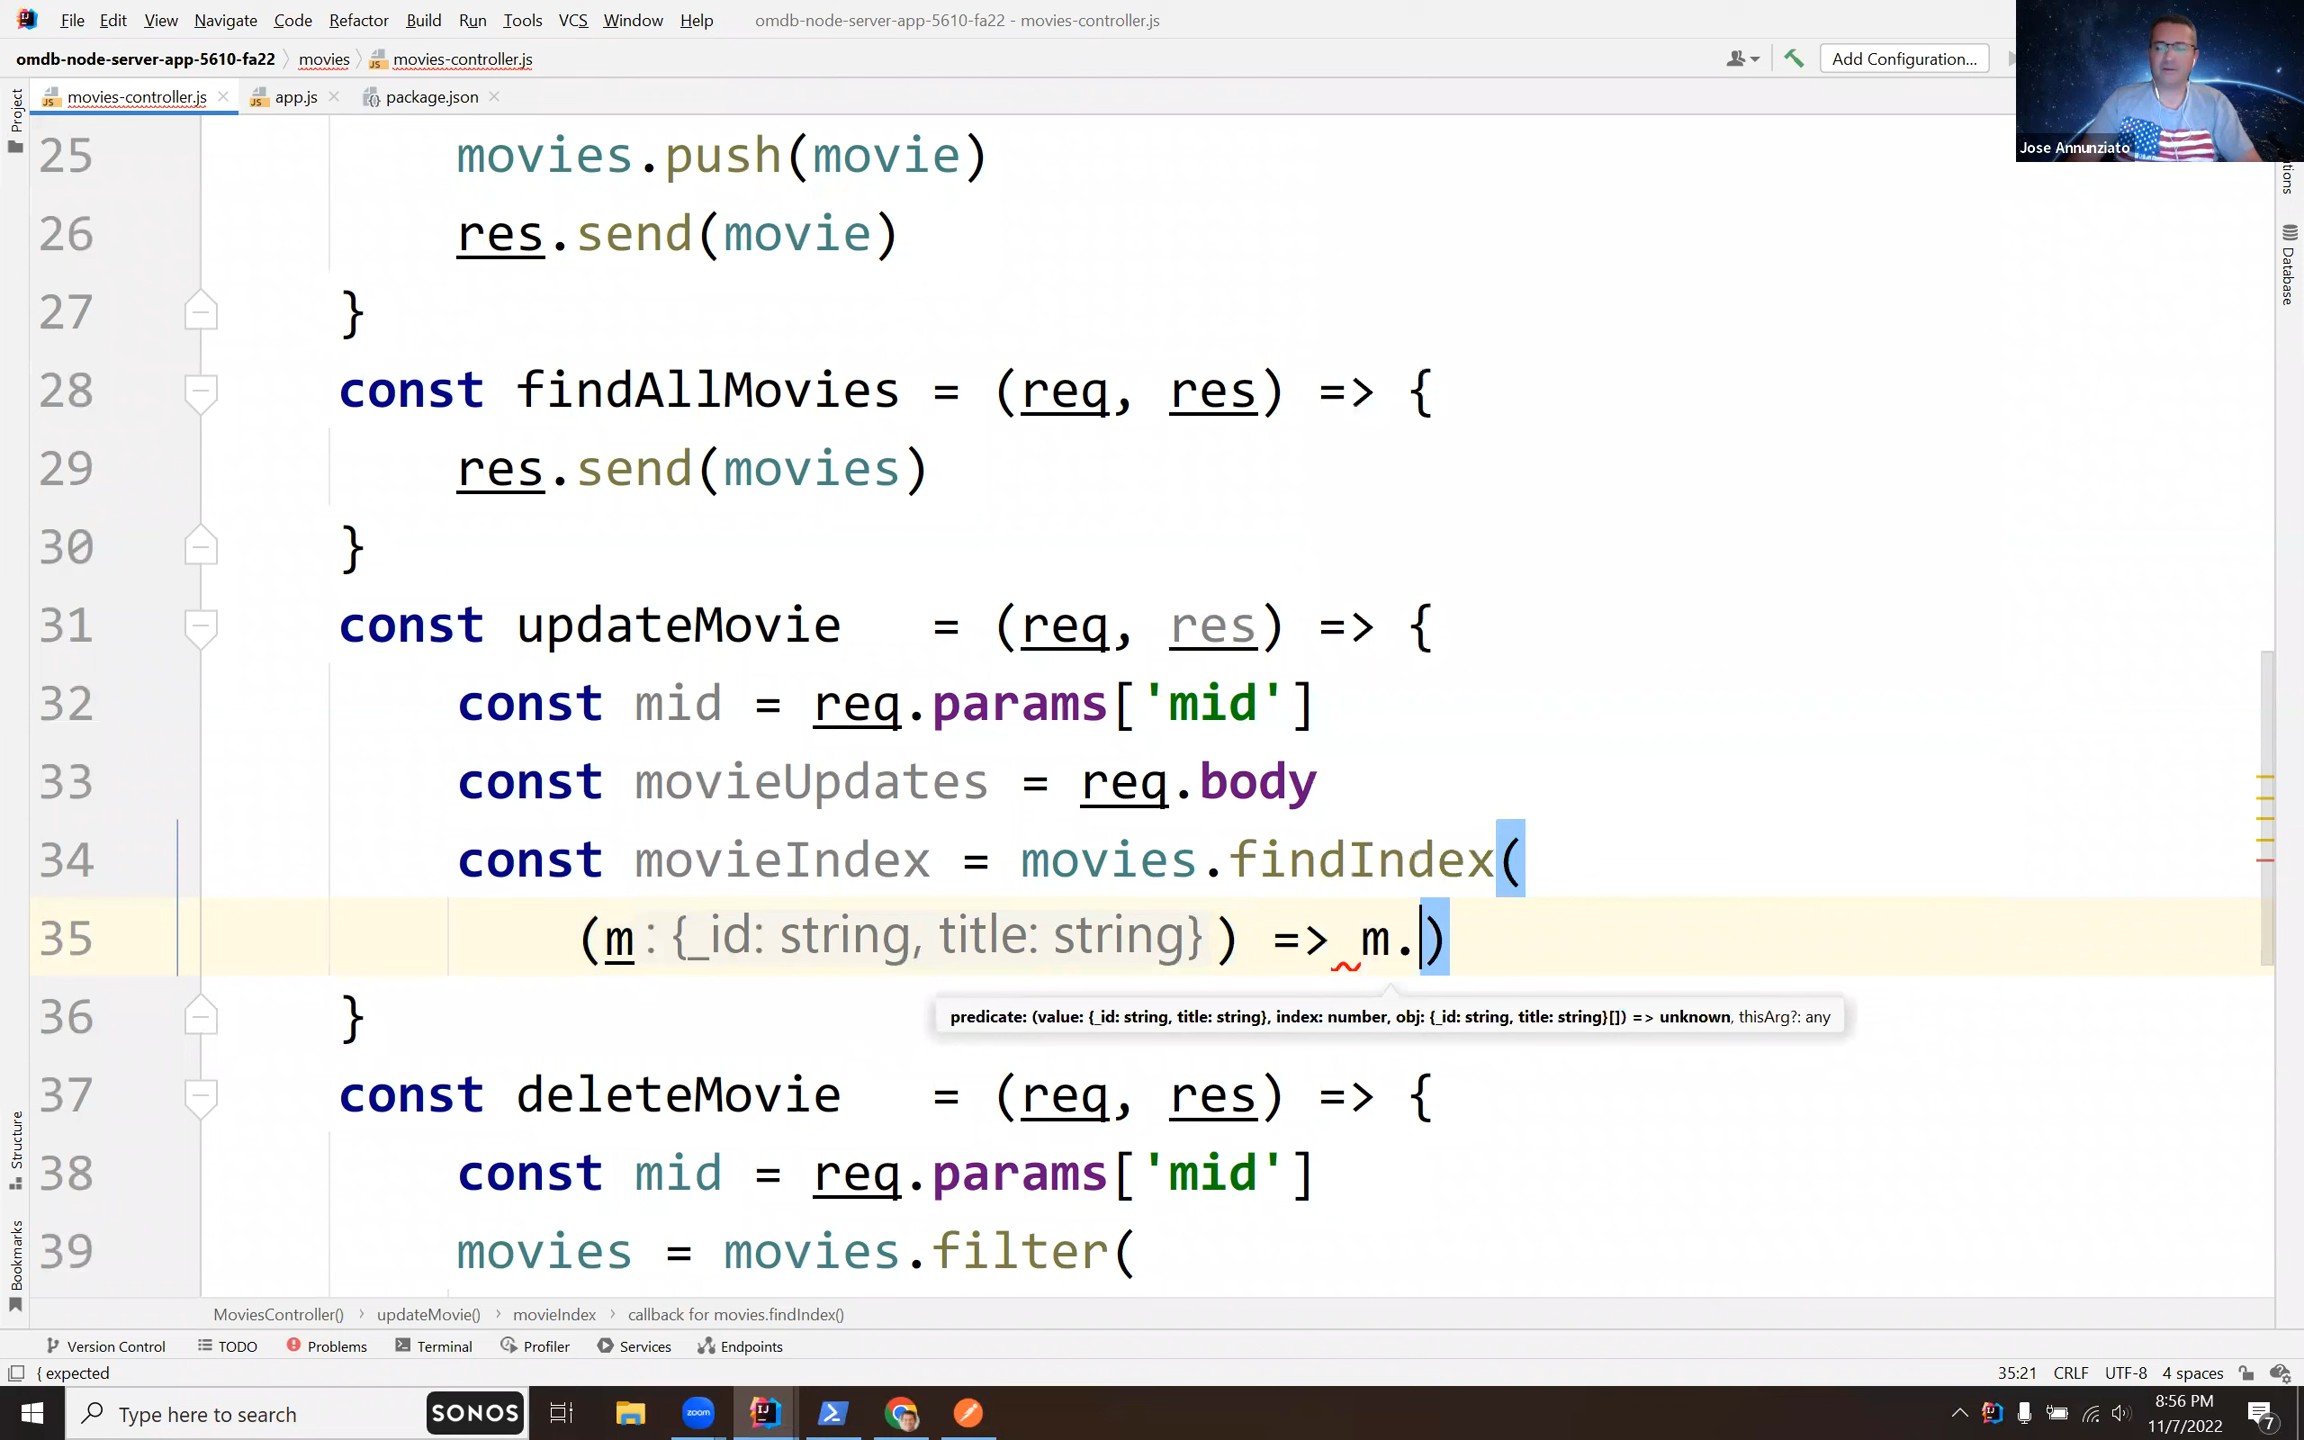 File Edit View Navigate Code Refactor Build Run Tools VCS Window Help omdb-node-server-app-5610-fa22 - movies-controller.js
omdb-node-server-app-5610-fa22 movies movies-controller.js Add Configuration...
movies-controller.js app.js package.json
Project
Jose Annunziato
Database
25 movies.push(movie)
26 res.send(movie)
27 }
28 const findAllMovies = (req, res) => {
29 res.send(movies)
30 }
31 const updateMovie = (req, res) => {
32 const mid = req.params['mid']
33 const movieUpdates = req.body
34 const movieIndex = movies.findIndex(
35 (m : {_id: string, title: string} ) => m.)
predicate: (value: {_id: string, title: string}, index: number, obj: {_id: string, title: string}[]) => unknown, thisArg?: any
36 }
37 const deleteMovie = (req, res) => {
38 const mid = req.params['mid']
39 movies = movies.filter(
Structure
Bookmarks
MoviesController() › updateMovie() › movieIndex › callback for movies.findIndex()
Version Control TODO Problems Terminal Profiler Services Endpoints
{ expected 35:21 CRLF UTF-8 4 spaces
Type here to search SONOS zoom 8:56 PM
11/7/2022 7